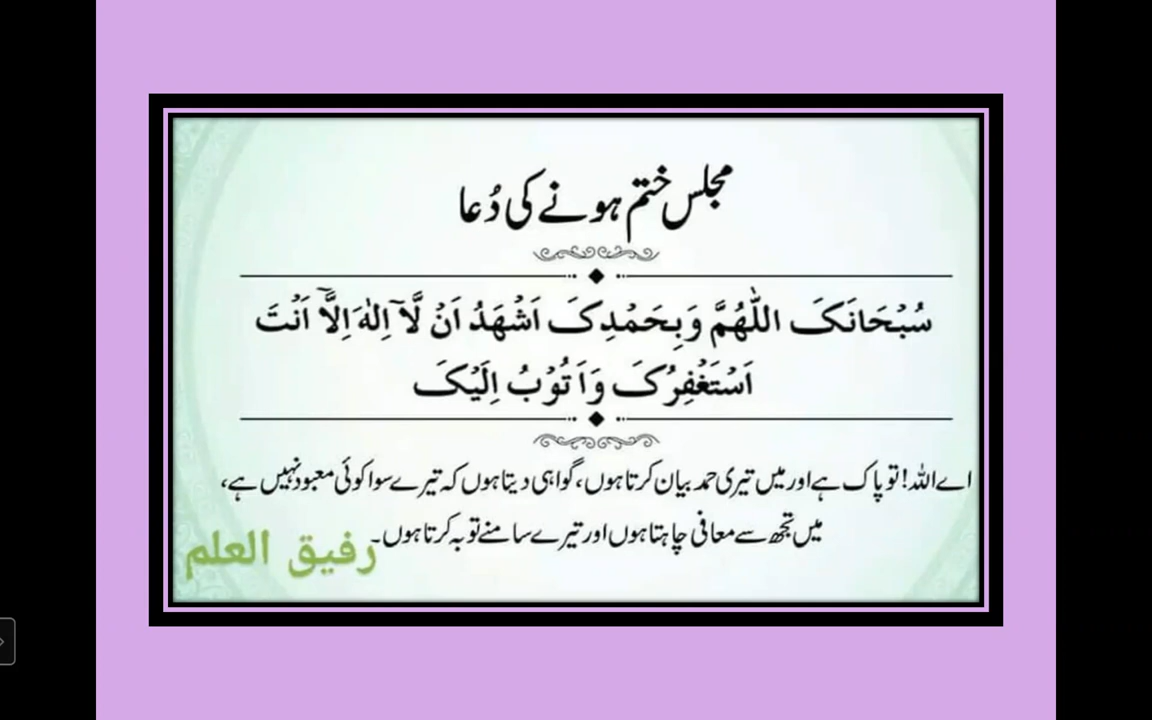 مجلس ختم ہونے کی دُعا
سُبْحَانَکَ اللّٰهُمَّ وَبِحَمْدِکَ اَشْهَدُ اَنْ لَّآ اِلٰهَ اِلَّآ اَنْتَ
اَسْتَغْفِرُکَ وَاَتُوْبُ اِلَیْکَ
اے اللہ! تو پاک ہے اور میں تیری حمد بیان کرتا ہوں، گواہی دیتا ہوں کہ تیرے سوا کوئی معبود نہیں ہے،
میں تجھ سے معافی چاہتا ہوں اور تیرے سامنے توبہ کرتا ہوں۔
رفيق العلم